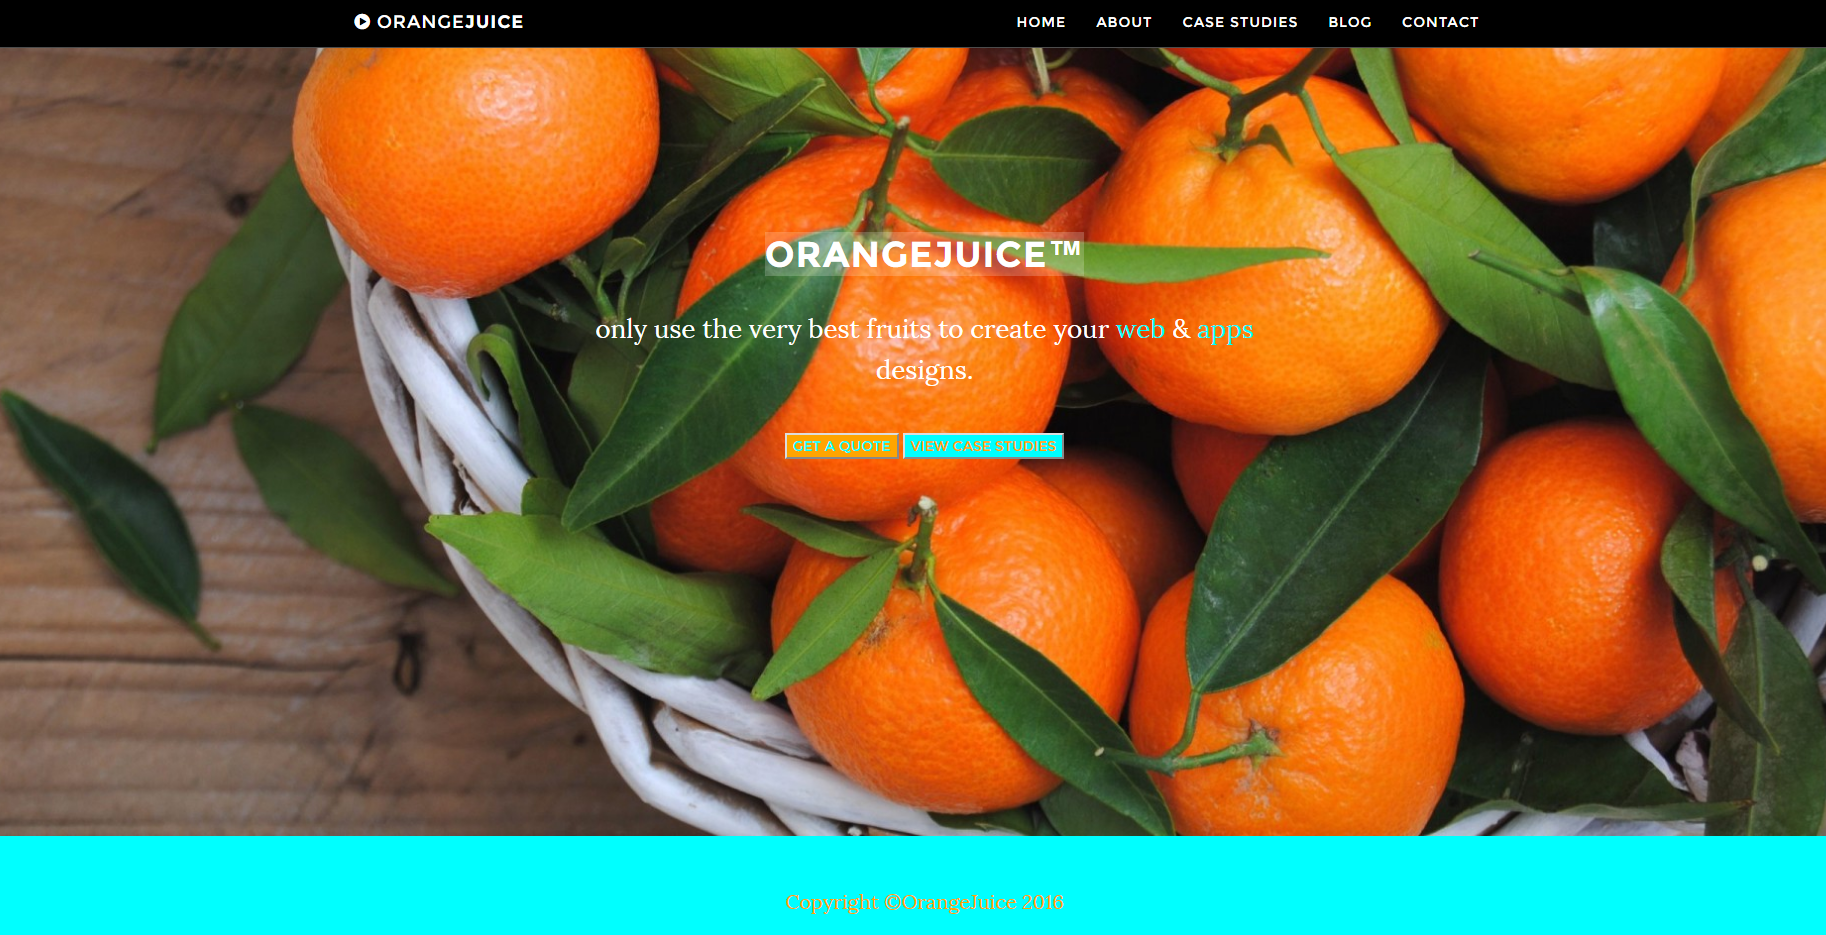 ORANGEJUICE
HOME ABOUT CASE STUDIES BLOG CONTACT
ORANGEJUICE™
only use the very best fruits to create your web & apps
designs.
GET A QUOTE VIEW CASE STUDIES
Copyright ©OrangeJuice 2016